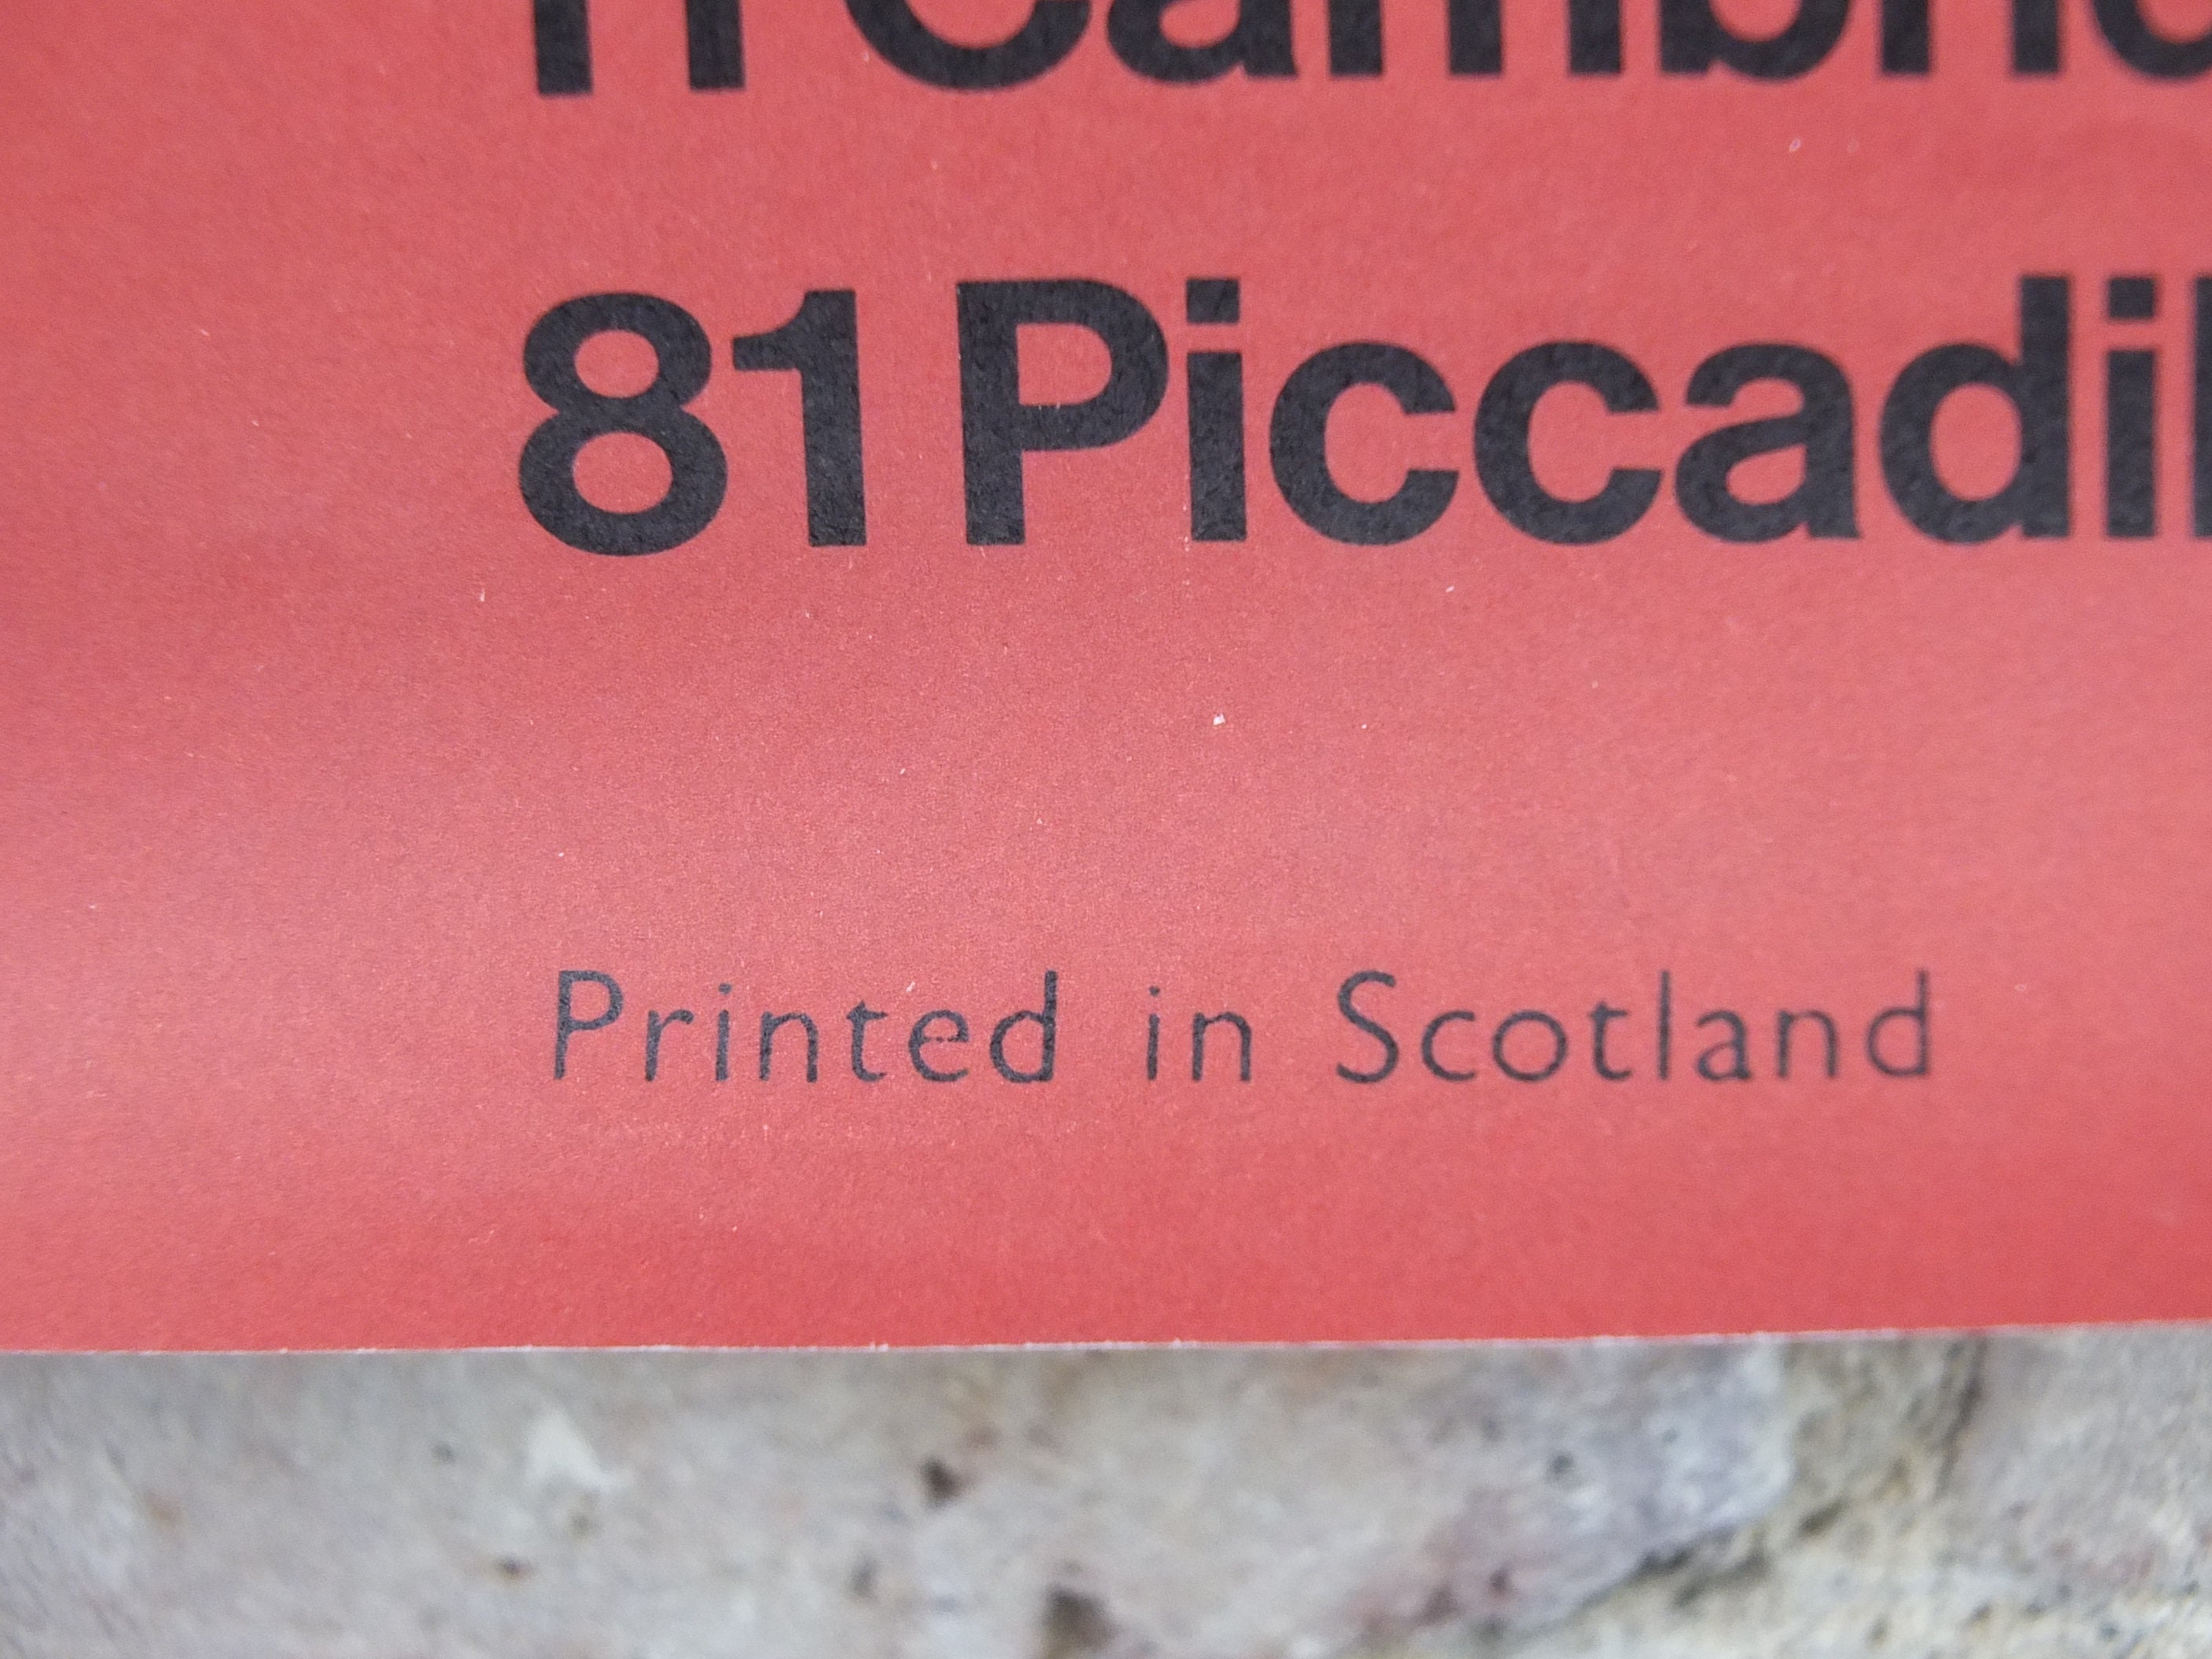 81 Piccadil
Printed in Scotland